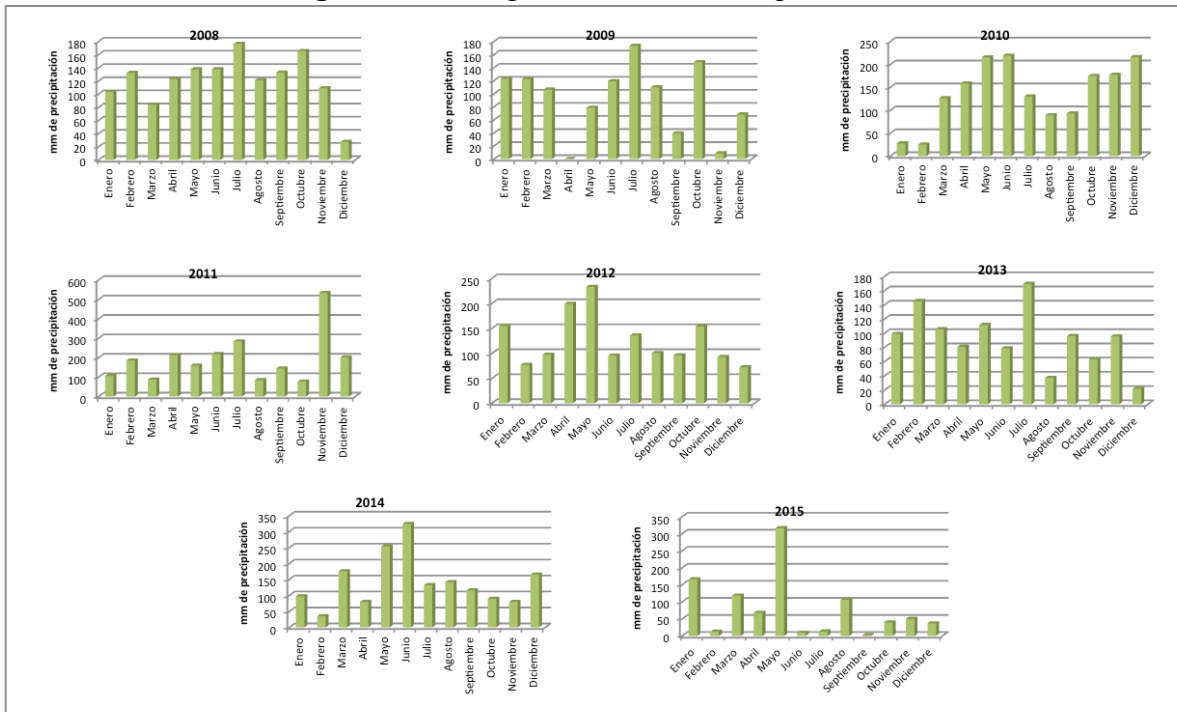 2008
mm de precipitación
180
160
140
120
100
80
60
40
20
0
Enero
Febrero
Marzo
Abril
Mayo
Junio
Julio
Agosto
Septiembre
Octubre
Noviembre
Diciembre
2009
mm de precipitación
180
160
140
120
100
80
60
40
20
0
Enero
Febrero
Marzo
Abril
Mayo
Junio
Julio
Agosto
Septiembre
Octubre
Noviembre
Diciembre
2010
mm de precipitación
250
200
150
100
50
0
Enero
Febrero
Marzo
Abril
Mayo
Junio
Julio
Agosto
Septiembre
Octubre
Noviembre
Diciembre
2011
mm de precipitación
600
500
400
300
200
100
0
Enero
Febrero
Marzo
Abril
Mayo
Junio
Julio
Agosto
Septiembre
Octubre
Noviembre
Diciembre
2012
mm de precipitación
250
200
150
100
50
0
Enero
Febrero
Marzo
Abril
Mayo
Junio
Julio
Agosto
Septiembre
Octubre
Noviembre
Diciembre
2013
mm de precipitación
180
160
140
120
100
80
60
40
20
0
Enero
Febrero
Marzo
Abril
Mayo
Junio
Julio
Agosto
Septiembre
Octubre
Noviembre
Diciembre
2014
mm de precipitación
350
300
250
200
150
100
50
0
Enero
Febrero
Marzo
Abril
Mayo
Junio
Julio
Agosto
Septiembre
Octubre
Noviembre
Diciembre
2015
mm de precipitación
350
300
250
200
150
100
50
0
Enero
Febrero
Marzo
Abril
Mayo
Junio
Julio
Agosto
Septiembre
Octubre
Noviembre
Diciembre